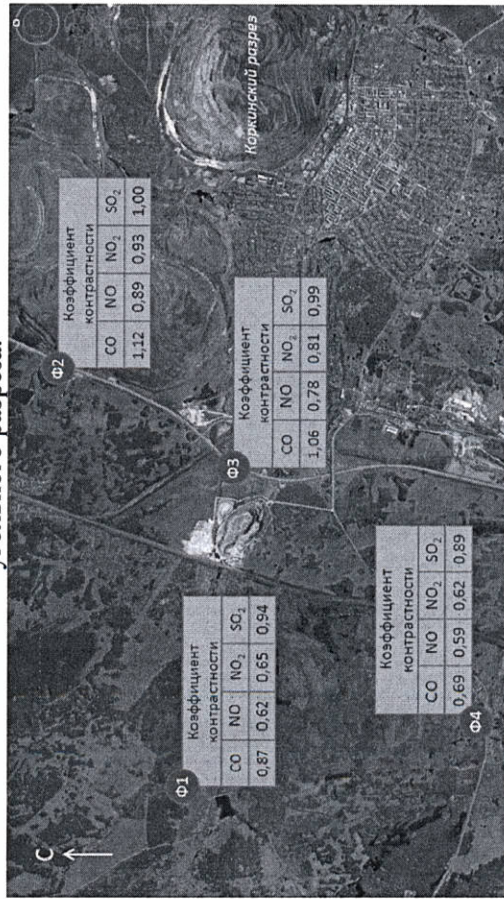 угольного разреза
С
Ф1
Коэффициент
контрастности
CO NO NO₂ SO₂
0,87 0,62 0,65 0,94
Ф2
Коэффициент
контрастности
CO NO NO₂ SO₂
1,12 0,89 0,93 1,00
Ф3
Коэффициент
контрастности
CO NO NO₂ SO₂
1,06 0,78 0,81 0,99
Ф4
Коэффициент
контрастности
CO NO NO₂ SO₂
0,69 0,59 0,62 0,89
Коркинский разрез